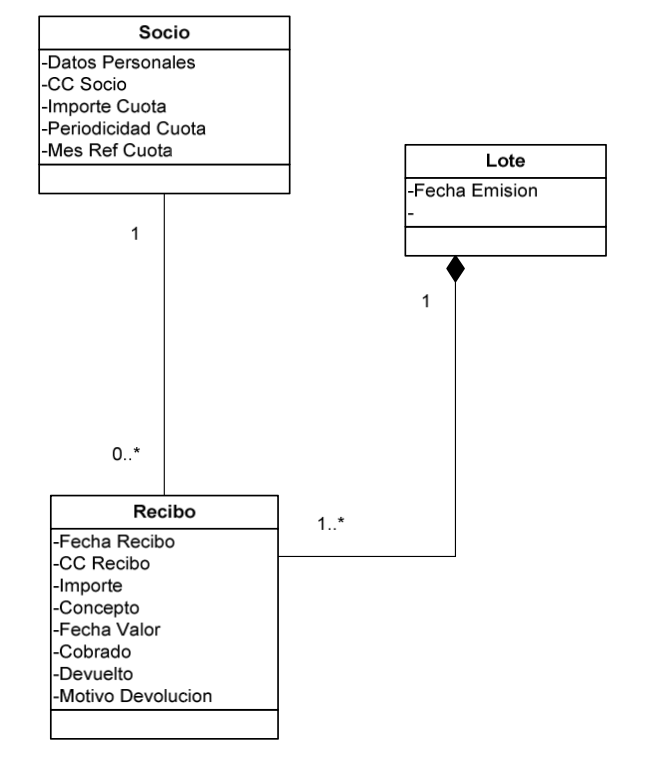 Socio
-Datos Personales
-CC Socio
-Importe Cuota
-Periodicidad Cuota
-Mes Ref Cuota
Lote
-Fecha Emision
-
1
1
0..*
1..*
Recibo
-Fecha Recibo
-CC Recibo
-Importe
-Concepto
-Fecha Valor
-Cobrado
-Devuelto
-Motivo Devolucion